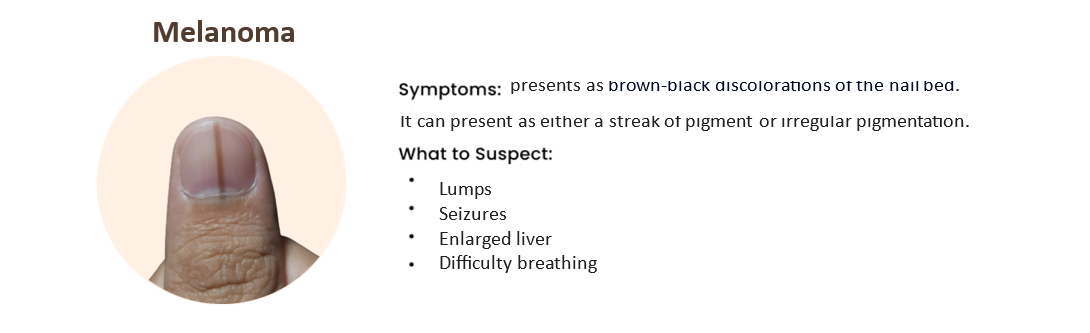 Melanoma
Symptoms: presents as brown-black discolorations of the nail bed.
It can present as either a streak of pigment or irregular pigmentation.
What to Suspect:
• Lumps
• Seizures
• Enlarged liver
• Difficulty breathing